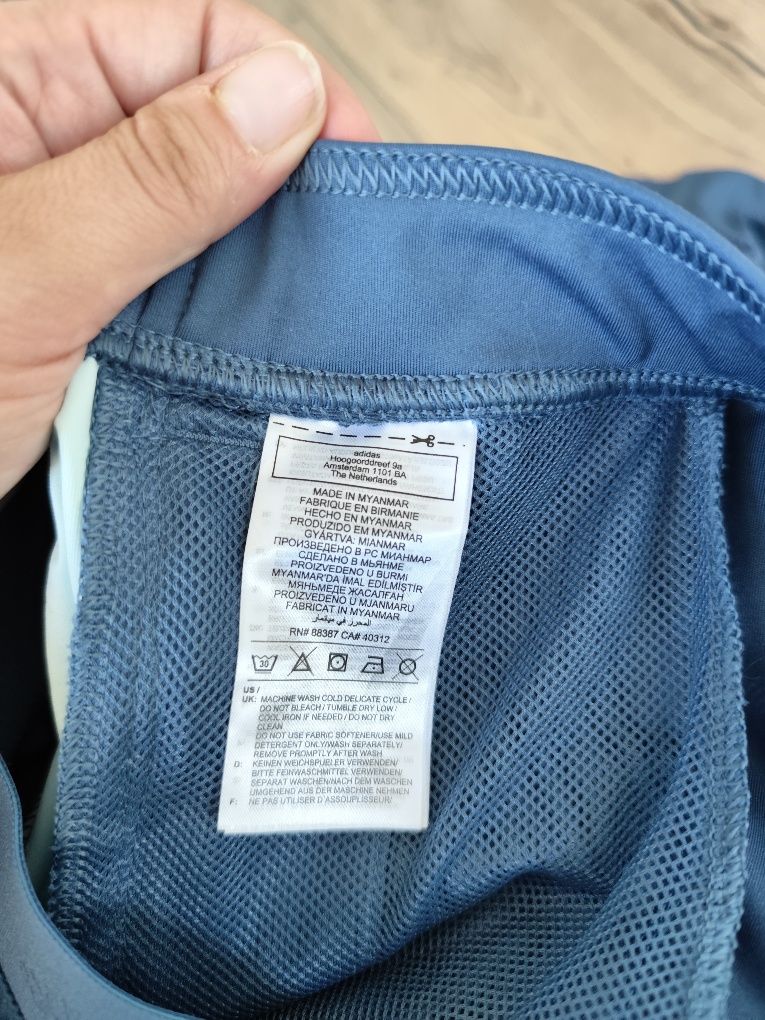 adidas
Hoogoorddreef 9a
Amsterdam 1101 BA
The Netherlands
MADE IN MYANMAR
FABRIQUE EN BIRMANIE
HECHO EN MYANMAR
PRODUZIDO EM MYANMAR
GYÁRTVA: MIANMAR
ПРОИЗВЕДЕНО В РС МИАНМАР
СДЕЛАНО В МЬЯНМЕ
PROIZVEDENO U BURMI
MYANMAR'DA İMAL EDİLMİŞTİR
МЯНЬМЕДЕ ЖАСАЛҒАН
PROIZVEDENO U MJANMARU
FABRICAT IN MYANMAR
المحرر في ميانمار
RN# 88387 CA# 40312
30
US /
UK: MACHINE WASH COLD DELICATE CYCLE /
DO NOT BLEACH / TUMBLE DRY LOW /
COOL IRON IF NEEDED / DO NOT DRY
CLEAN
DO NOT USE FABRIC SOFTENER/USE MILD
DETERGENT ONLY/WASH SEPARATELY/
REMOVE PROMPTLY AFTER WASH
D: KEINEN WEICHSPUELER VERWENDEN/
BITTE FEINWASCHMITTEL VERWENDEN/
SEPARAT WASCHEN/NACH DEM WASCHEN
UMGEHEND AUS DER MASCHINE NEHMEN
F: NE PAS UTILISER D'ASSOUPLISSEUR/